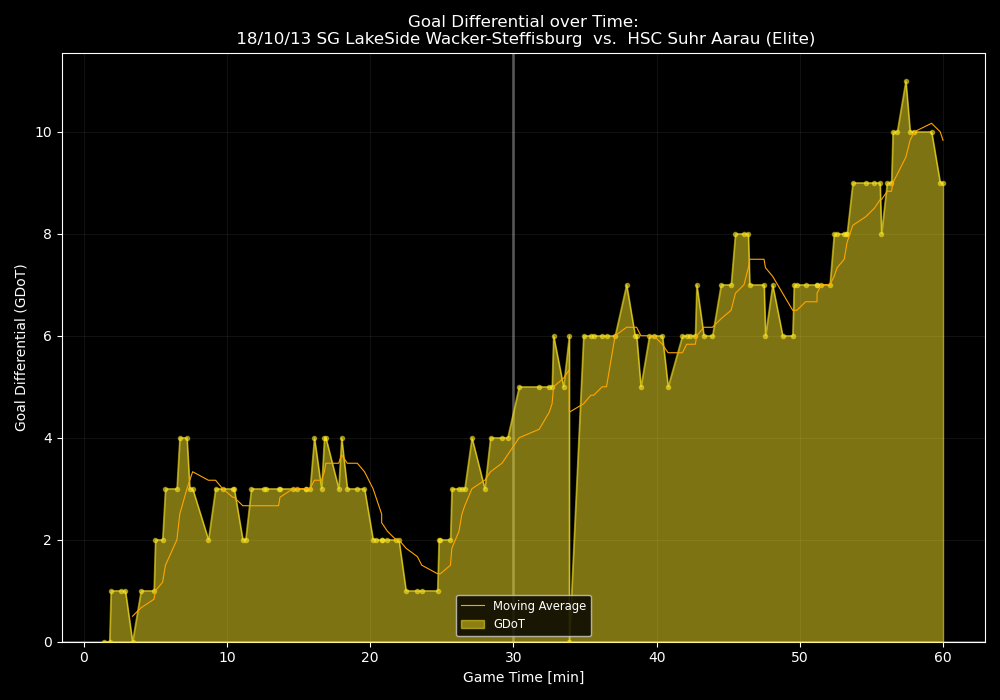 Goal Differential over Time:
18/10/13 SG LakeSide Wacker-Steffisburg  vs.  HSC Suhr Aarau (Elite)
Goal Differential (GDoT)
10
8
6
4
2
0
0
10
20
30
40
50
60
Game Time [min]
Moving Average
GDoT